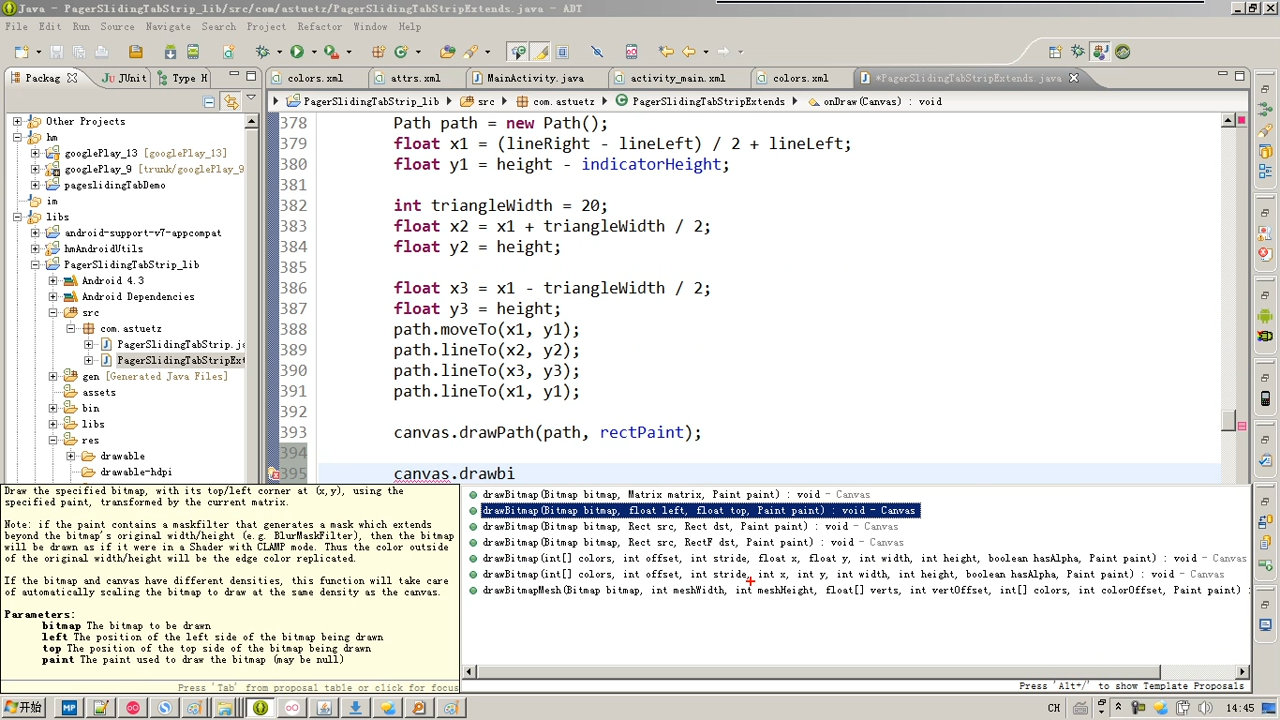 Java - PagerSlidingTabStrip_lib/src/com/astuetz/PagerSlidingTabStripExtends.java - ADT
File Edit Run Source Navigate Search Project Refactor Window Help
Packag JUnit Type H
colors.xml attrs.xml MainActivity.java activity_main.xml colors.xml *PagerSlidingTabStripExtends.java
PagerSlidingTabStrip_lib src com.astuetz PagerSlidingTabStripExtends onDraw(Canvas) : void
Other Projects
hm
googlePlay_13 [googlePlay_13]
googlePlay_9 [trunk/googlePlay_9
pageslidingTabDemo
im
libs
android-support-v7-appcompat
hmAndroidUtils
PagerSlidingTabStrip_lib
Android 4.3
Android Dependencies
src
com.astuetz
PagerSlidingTabStrip.j
PagerSlidingTabStripExt
gen [Generated Java Files]
assets
bin
libs
res
drawable
drawable-hdpi
378 Path path = new Path();
379 float x1 = (lineRight - lineLeft) / 2 + lineLeft;
380 float y1 = height - indicatorHeight;
381
382 int triangleWidth = 20;
383 float x2 = x1 + triangleWidth / 2;
384 float y2 = height;
385
386 float x3 = x1 - triangleWidth / 2;
387 float y3 = height;
388 path.moveTo(x1, y1);
389 path.lineTo(x2, y2);
390 path.lineTo(x3, y3);
391 path.lineTo(x1, y1);
392
393 canvas.drawPath(path, rectPaint);
394
395 canvas.drawbi
Draw the specified bitmap, with its top/left corner at (x,y), using the
specified paint, transformed by the current matrix.
Note: if the paint contains a maskfilter that generates a mask which extends
beyond the bitmap's original width/height (e.g. BlurMaskFilter), then the bitmap
will be drawn as if it were in a Shader with CLAMP mode. Thus the color outside
of the original width/height will be the edge color replicated.
If the bitmap and canvas have different densities, this function will take care
of automatically scaling the bitmap to draw at the same density as the canvas.
Parameters:
bitmap The bitmap to be drawn
left The position of the left side of the bitmap being drawn
top The position of the top side of the bitmap being drawn
paint The paint used to draw the bitmap (may be null)
Press 'Tab' from proposal table or click for focus
drawBitmap(Bitmap bitmap, Matrix matrix, Paint paint) : void - Canvas
drawBitmap(Bitmap bitmap, float left, float top, Paint paint) : void - Canvas
drawBitmap(Bitmap bitmap, Rect src, Rect dst, Paint paint) : void - Canvas
drawBitmap(Bitmap bitmap, Rect src, RectF dst, Paint paint) : void - Canvas
drawBitmap(int[] colors, int offset, int stride, float x, float y, int width, int height, boolean hasAlpha, Paint paint) : void - Canvas
drawBitmap(int[] colors, int offset, int stride, int x, int y, int width, int height, boolean hasAlpha, Paint paint) : void - Canvas
drawBitmapMesh(Bitmap bitmap, int meshWidth, int meshHeight, float[] verts, int vertOffset, int[] colors, int colorOffset, Paint paint) :
Press 'Alt+/' to show Template Proposals
开始 MP CH 14:45